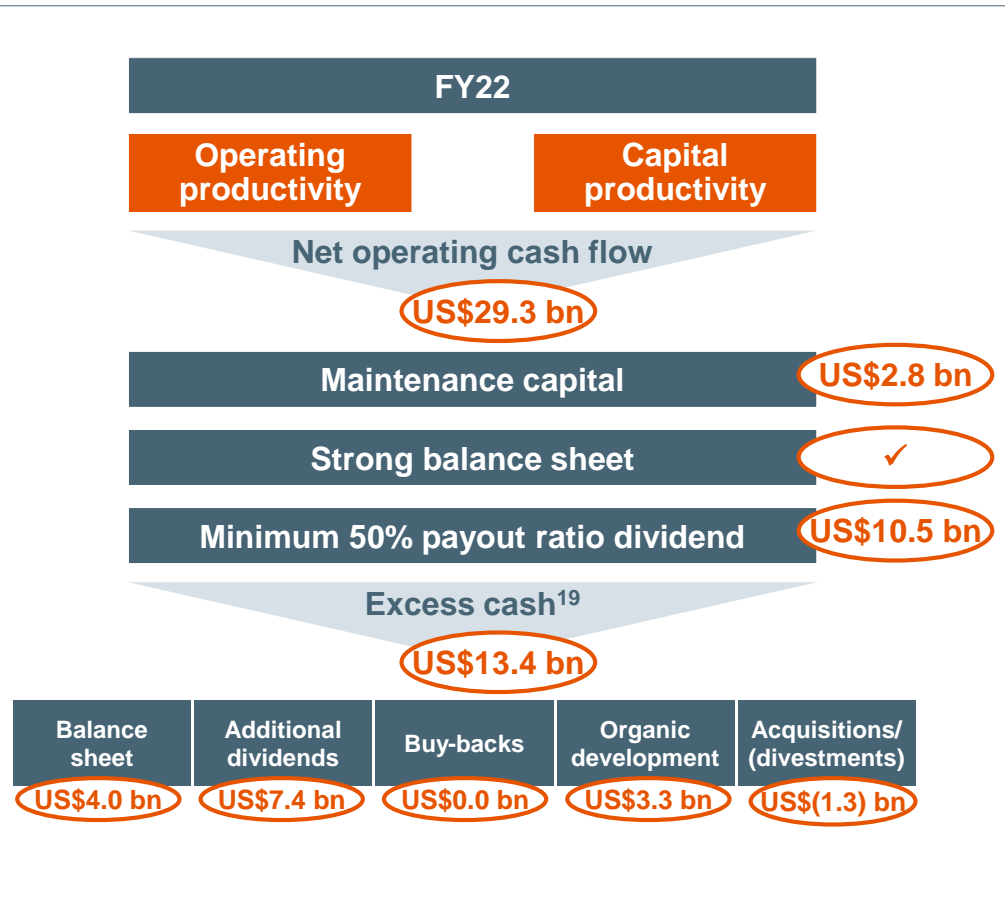 FY22
Operating
productivity
Capital
productivity
Net operating cash flow
US$29.3 bn
Maintenance capital
US$2.8 bn
Strong balance sheet
✓
Minimum 50% payout ratio dividend
US$10.5 bn
Excess cash¹⁹
US$13.4 bn
Balance
sheet
Additional
dividends
Buy-backs
Organic
development
Acquisitions/
(divestments)
US$4.0 bn
US$7.4 bn
US$0.0 bn
US$3.3 bn
US$(1.3) bn